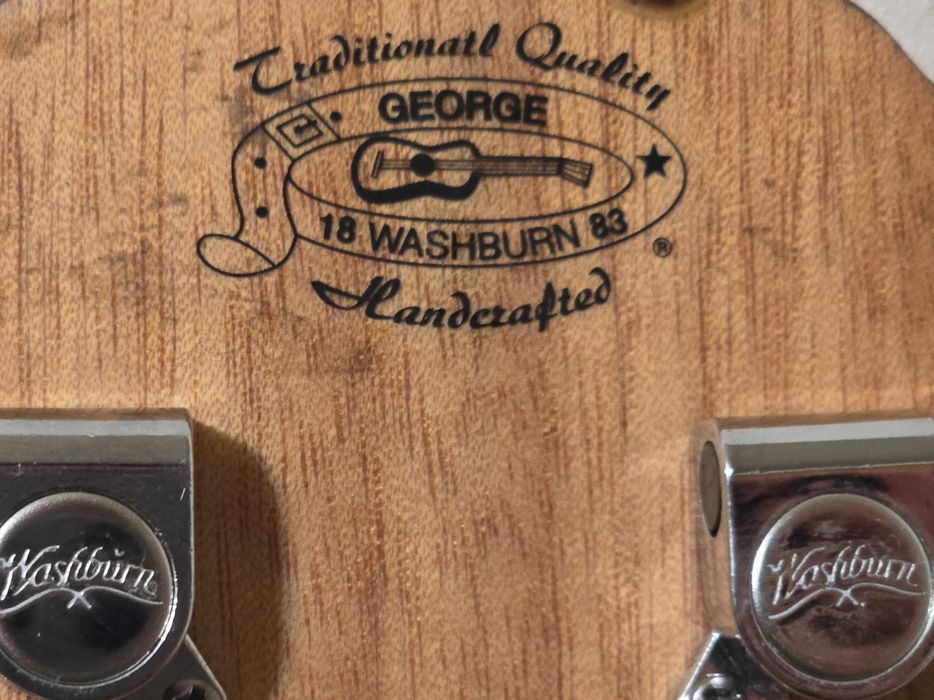 Traditionatl Quality
GEORGE
18 WASHBURN 83
®
Handcrafted
Washburn
Washburn